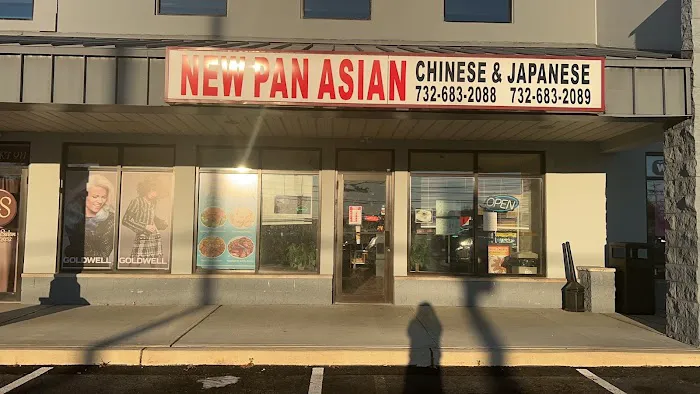 NEW PAN ASIAN
CHINESE & JAPANESE
732-683-2088 732-683-2089
OPEN
GOLDWELL
GOLDWELL
S